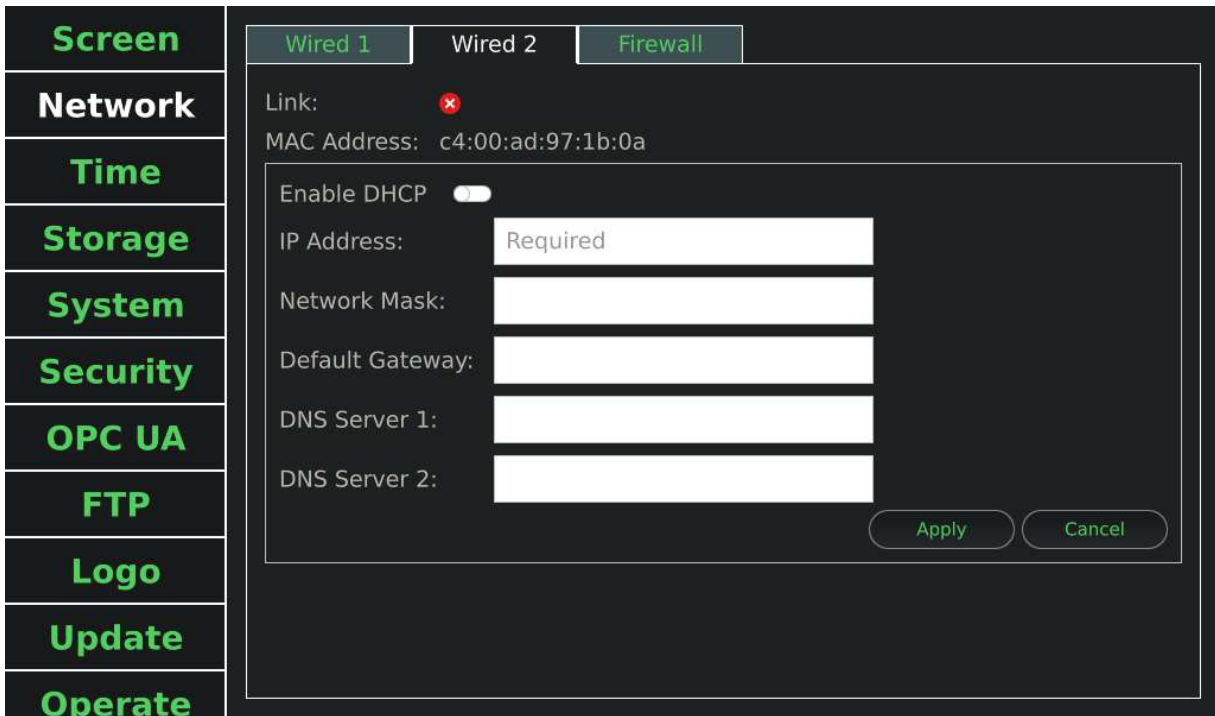 Screen
Network
Time
Storage
System
Security
OPC UA
FTP
Logo
Update
Operate
Wired 1 Wired 2 Firewall
Link:
MAC Address: c4:00:ad:97:1b:0a
Enable DHCP
IP Address: Required
Network Mask:
Default Gateway:
DNS Server 1:
DNS Server 2:
Apply Cancel